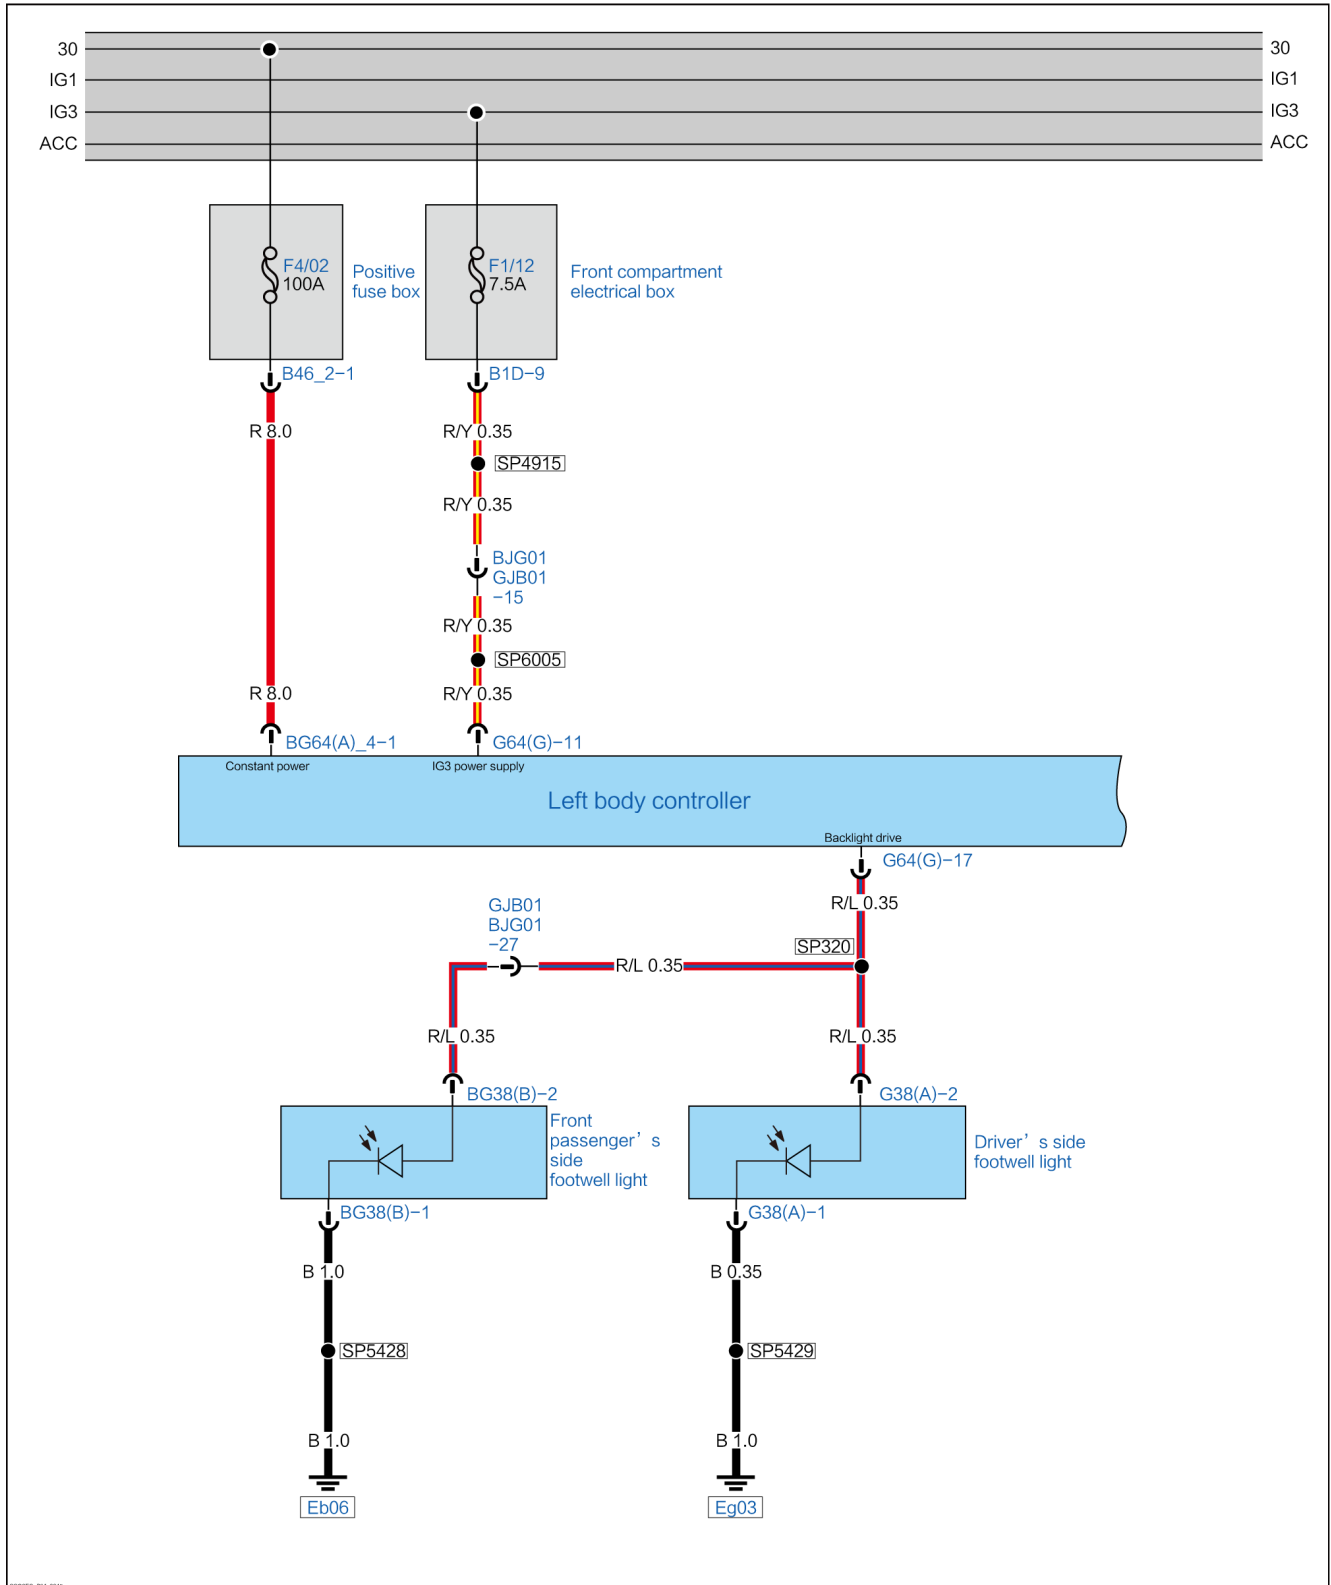 30
30
IG1
IG1
IG3
IG3
ACC
ACC
F4/02
100A
Positive
fuse box
F1/12
7.5A
Front compartment
electrical box
B46_2-1
B1D-9
R 8.0
R/Y 0.35
SP4915
R/Y 0.35
BJG01
GJB01
-15
R/Y 0.35
SP6005
R 8.0
R/Y 0.35
BG64(A)_4-1
G64(G)-11
Constant power
IG3 power supply
Left body controller
Backlight drive
G64(G)-17
R/L 0.35
GJB01
BJG01
-27
SP320
R/L 0.35
R/L 0.35
R/L 0.35
BG38(B)-2
G38(A)-2
Front
passenger's
side
footwell light
Driver's side
footwell light
BG38(B)-1
G38(A)-1
B 1.0
B 0.35
SP5428
SP5429
B 1.0
B 1.0
Eb06
Eg03